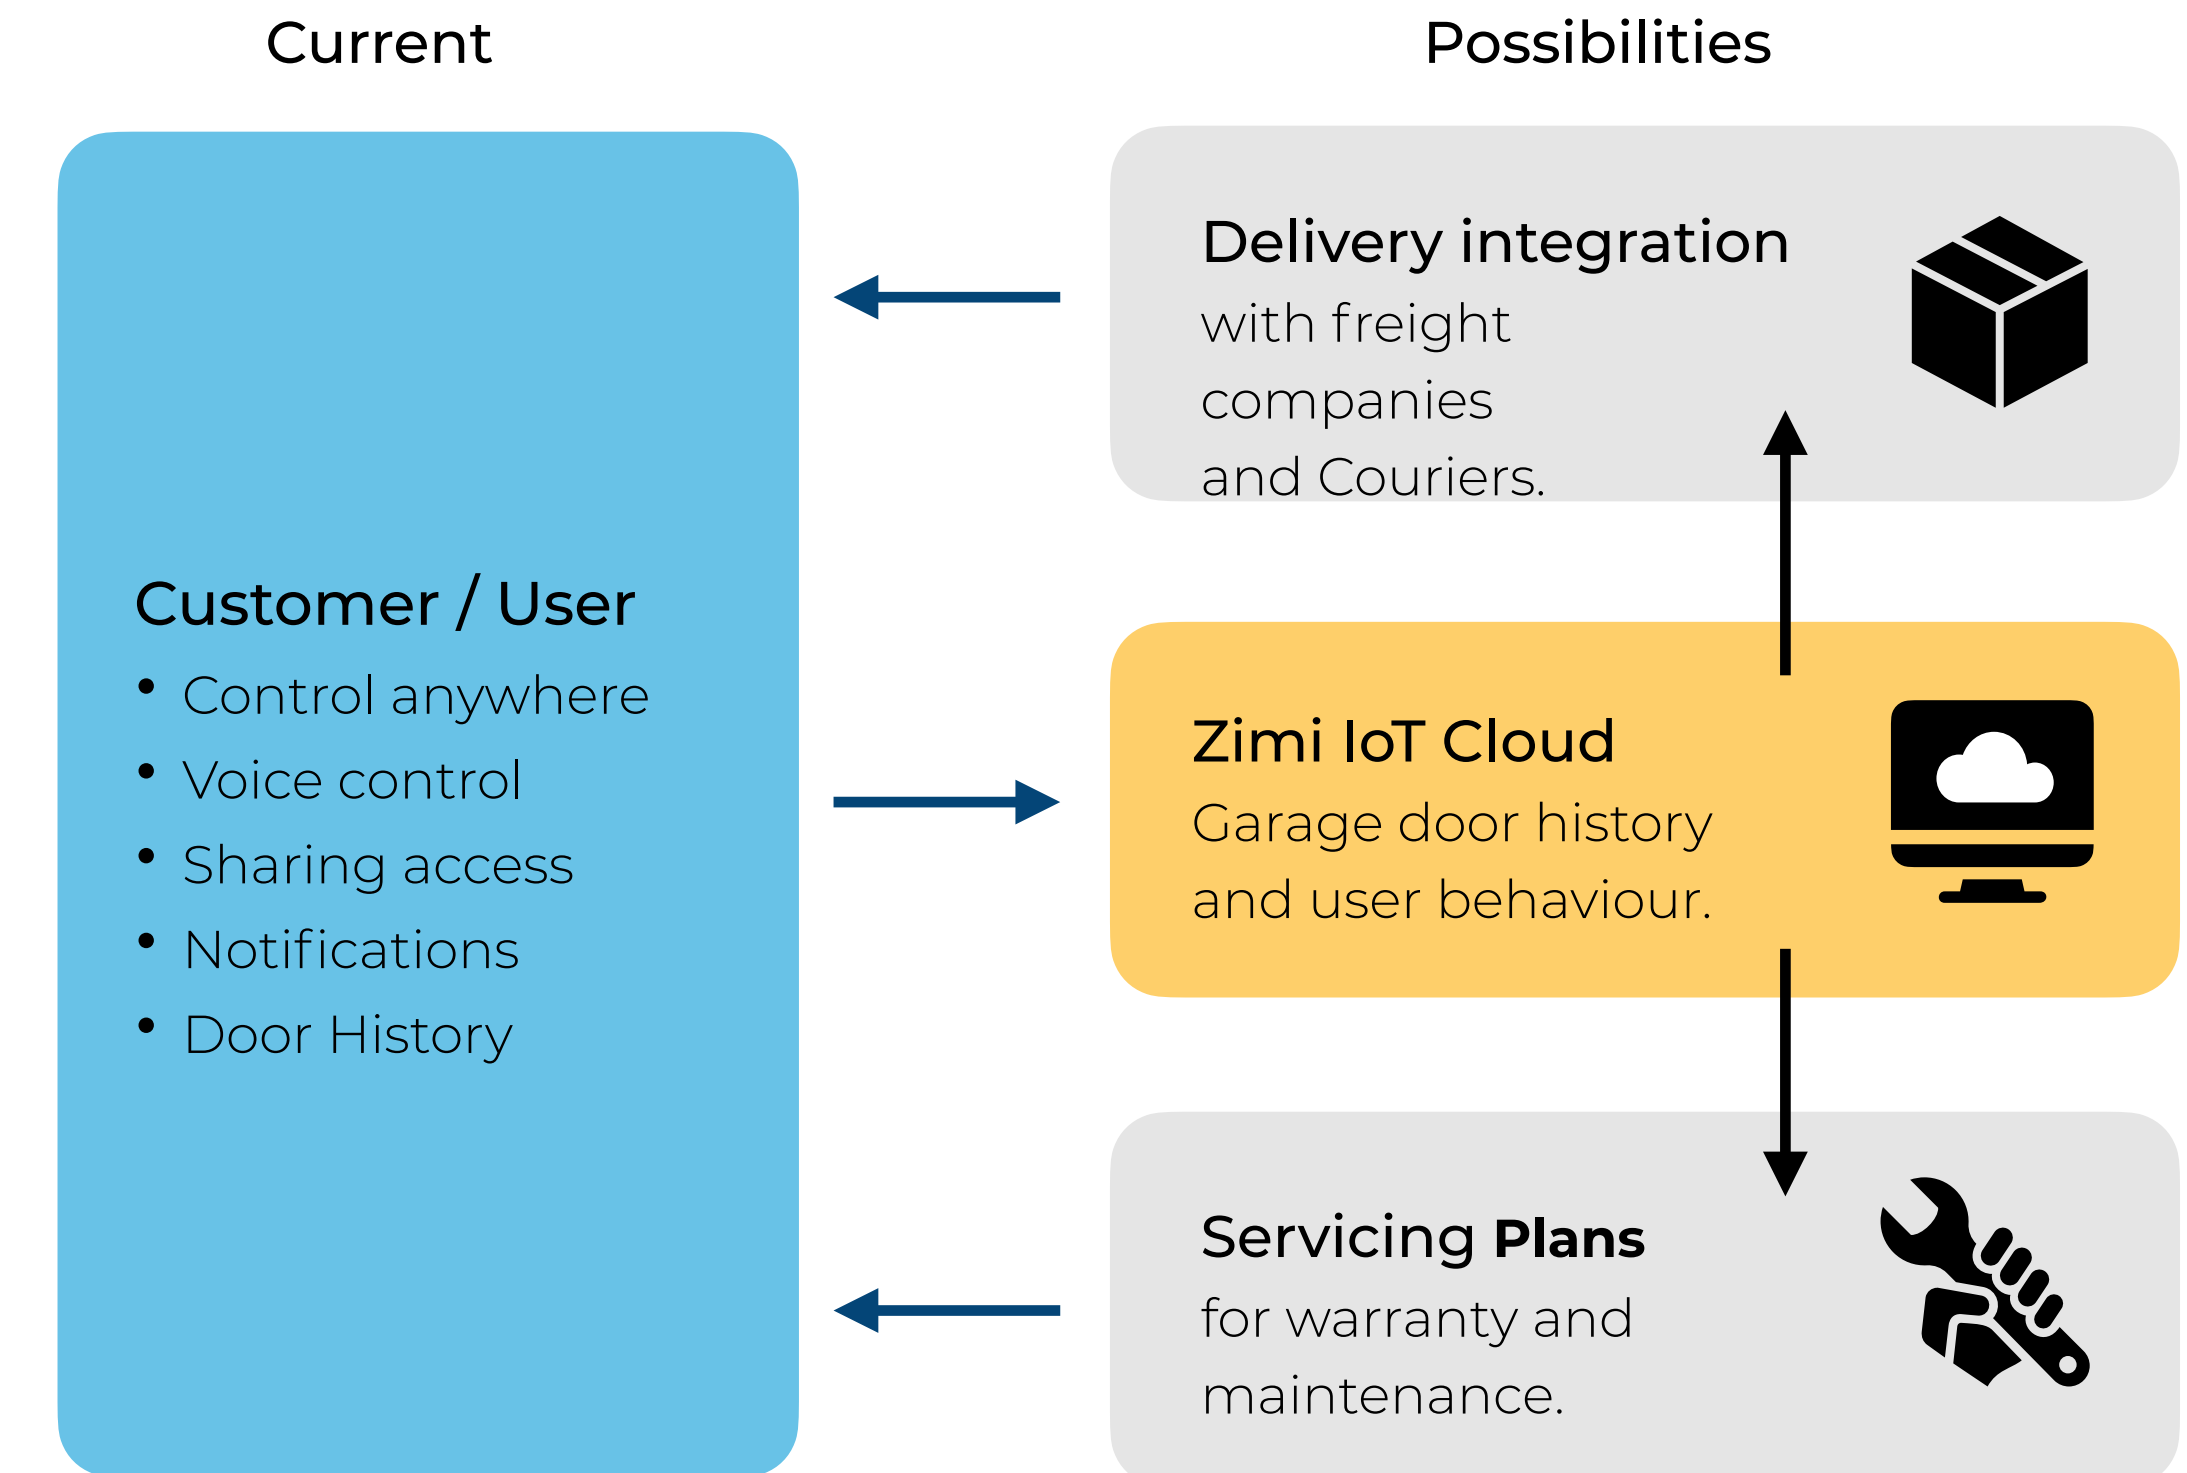 Current
Possibilities
Customer / User
• Control anywhere
• Voice control
• Sharing access
• Notifications
• Door History
Delivery integration
with freight
companies
and Couriers.
Zimi IoT Cloud
Garage door history
and user behaviour.
Servicing Plans
for warranty and
maintenance.